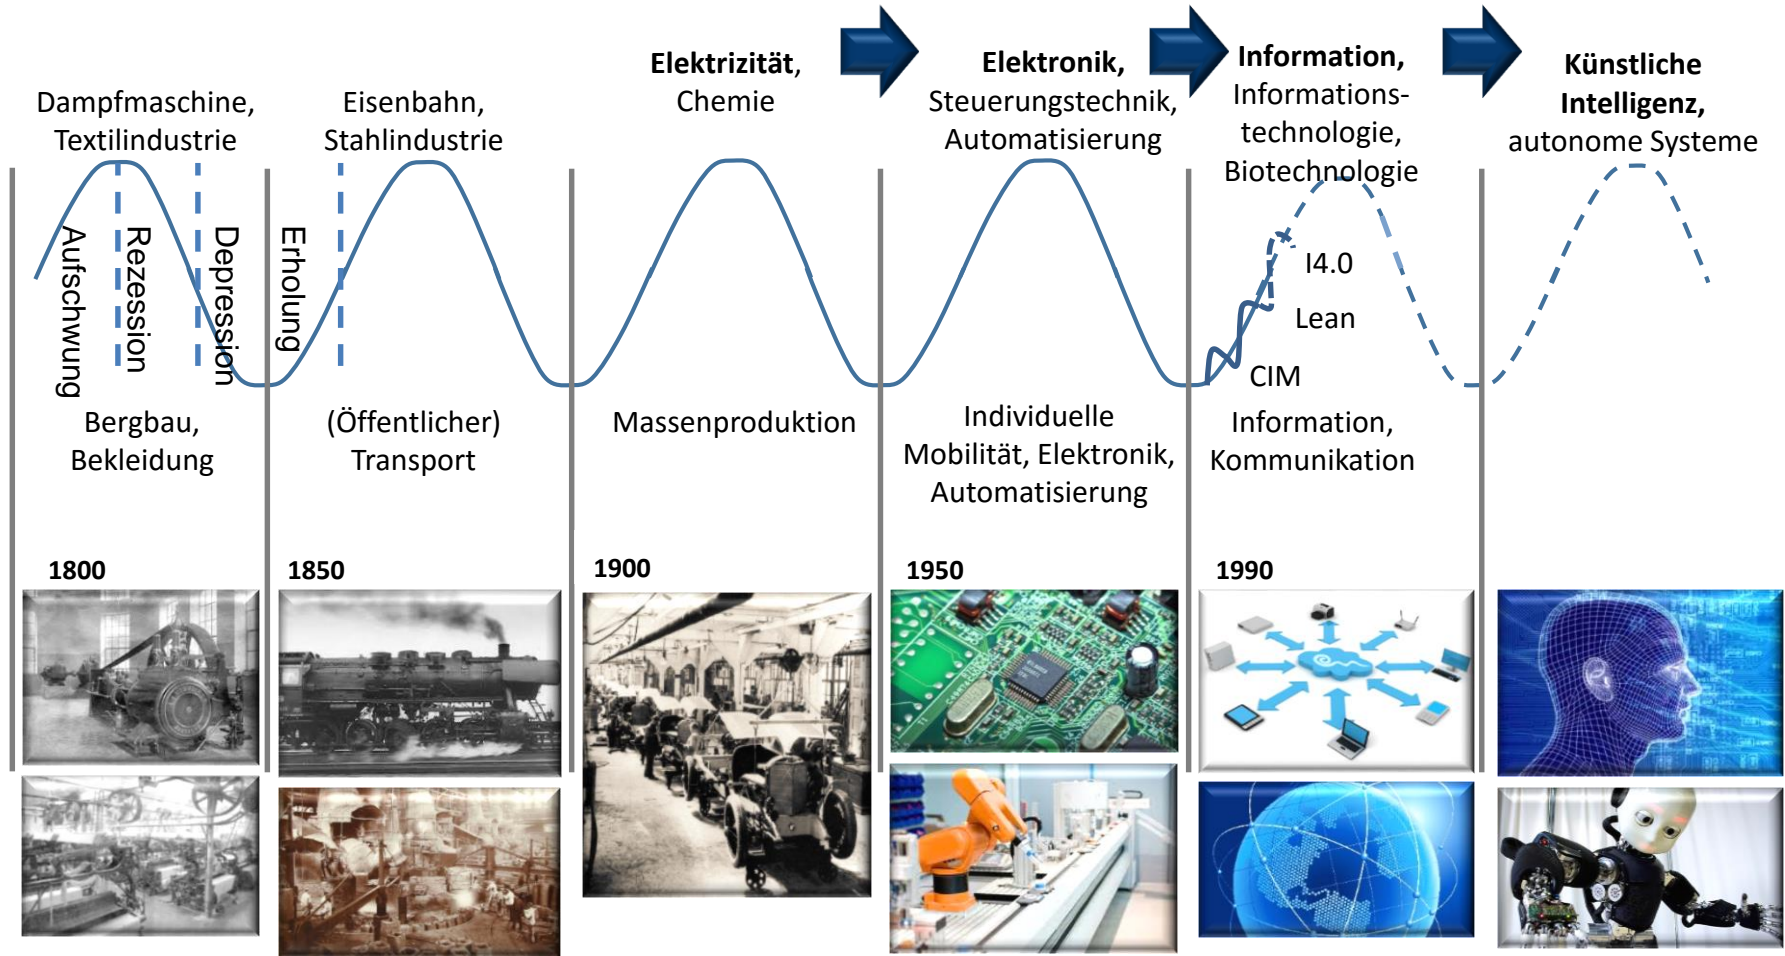 Dampfmaschine,
Textilindustrie
Eisenbahn,
Stahlindustrie
Elektrizität,
Chemie
Elektronik,
Steuerungstechnik,
Automatisierung
Information,
Informations-
technologie,
Biotechnologie
Künstliche
Intelligenz,
autonome Systeme
Aufschwung
Rezession
Depression
Erholung
I4.0
Lean
CIM
Bergbau,
Bekleidung
(Öffentlicher)
Transport
Massenproduktion
Individuelle
Mobilität, Elektronik,
Automatisierung
Information,
Kommunikation
1800
1850
1900
1950
1990